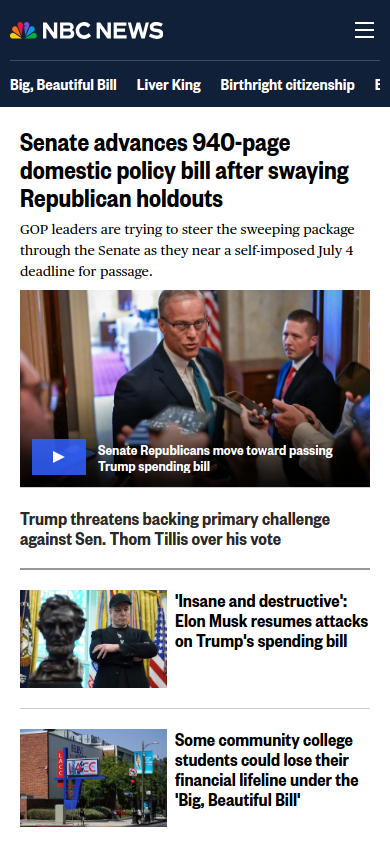 NBC NEWS
Big, Beautiful Bill Liver King Birthright citizenship
Senate advances 940-page
domestic policy bill after swaying
Republican holdouts
GOP leaders are trying to steer the sweeping package
through the Senate as they near a self-imposed July 4
deadline for passage.
Senate Republicans move toward passing
Trump spending bill
Trump threatens backing primary challenge
against Sen. Thom Tillis over his vote
'Insane and destructive':
Elon Musk resumes attacks
on Trump's spending bill
Some community college
students could lose their
financial lifeline under the
'Big, Beautiful Bill'
LACC